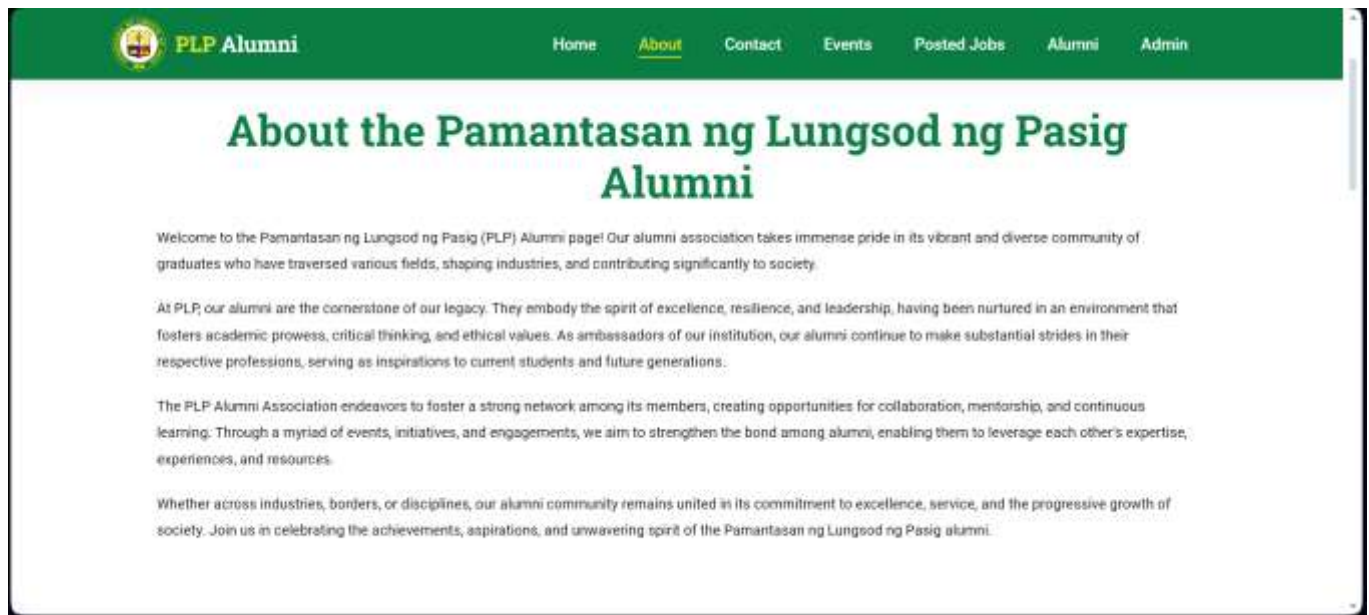 PLP Alumni
Home About Contact Events Posted Jobs Alumni Admin
About the Pamantasan ng Lungsod ng Pasig
Alumni
Welcome to the Pamantasan ng Lungsod ng Pasig (PLP) Alumni page! Our alumni association takes immense pride in its vibrant and diverse community of
graduates who have traversed various fields, shaping industries, and contributing significantly to society.
At PLP, our alumni are the cornerstone of our legacy. They embody the spirit of excellence, resilience, and leadership, having been nurtured in an environment that
fosters academic prowess, critical thinking, and ethical values. As ambassadors of our institution, our alumni continue to make substantial strides in their
respective professions, serving as inspirations to current students and future generations.
The PLP Alumni Association endeavors to foster a strong network among its members, creating opportunities for collaboration, mentorship, and continuous
learning. Through a myriad of events, initiatives, and engagements, we aim to strengthen the bond among alumni, enabling them to leverage each other's expertise,
experiences, and resources.
Whether across industries, borders, or disciplines, our alumni community remains united in its commitment to excellence, service, and the progressive growth of
society. Join us in celebrating the achievements, aspirations, and unwavering spirit of the Pamantasan ng Lungsod ng Pasig alumni.